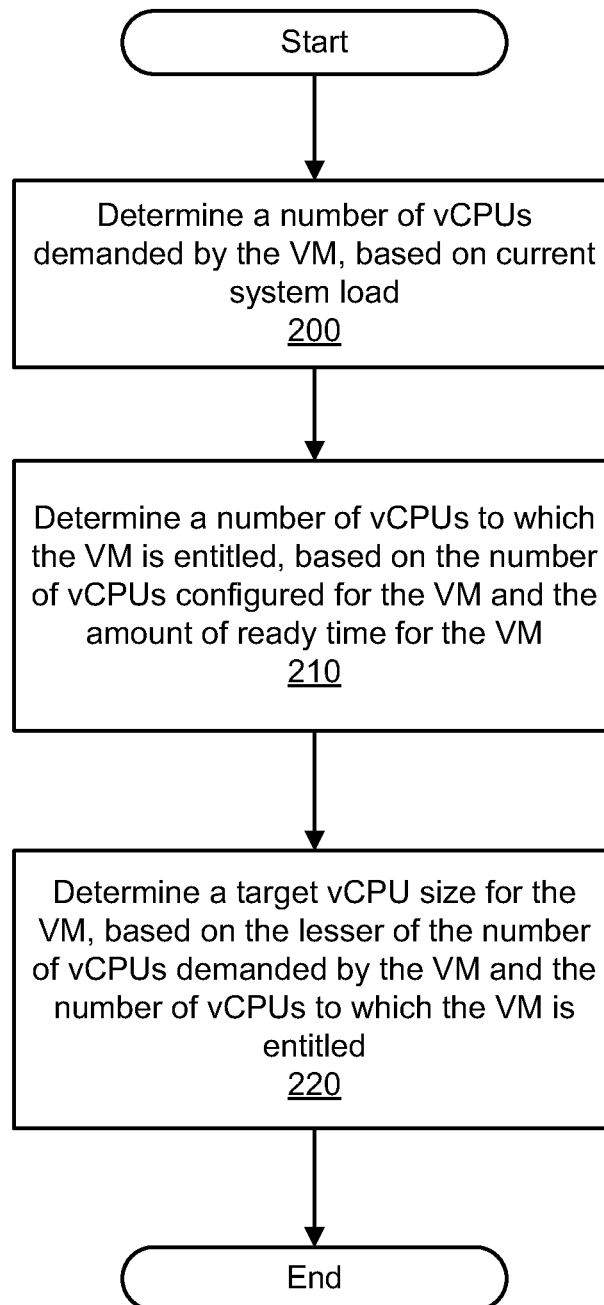 Start
Determine a number of vCPUs
demanded by the VM, based on current
system load
200
Determine a number of vCPUs to which
the VM is entitled, based on the number
of vCPUs configured for the VM and the
amount of ready time for the VM
210
Determine a target vCPU size for the
VM, based on the lesser of the number
of vCPUs demanded by the VM and the
number of vCPUs to which the VM is
entitled
220
End